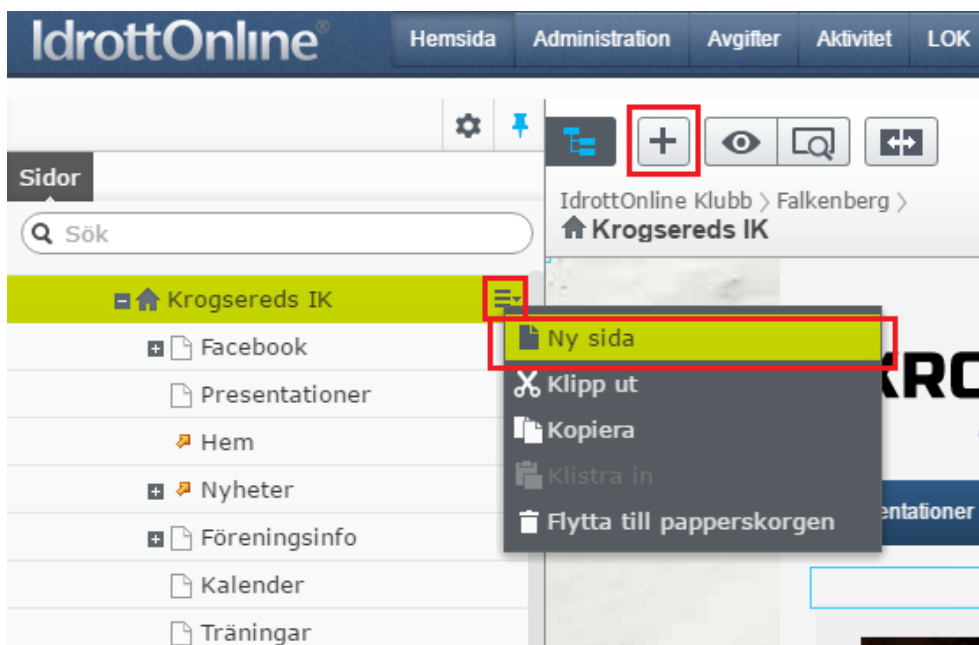 IdrottOnline®
Hemsida Administration Avgifter Aktivitet LOK
Sidor
Sök
IdrottOnline Klubb > Falkenberg >
Krogsereds IK
Krogsereds IK
Facebook
Presentationer
Hem
Nyheter
Föreningsinfo
Kalender
Träningar
Ny sida
Klipp ut
Kopiera
Klistra in
Flytta till papperskorgen
KRO
entationer